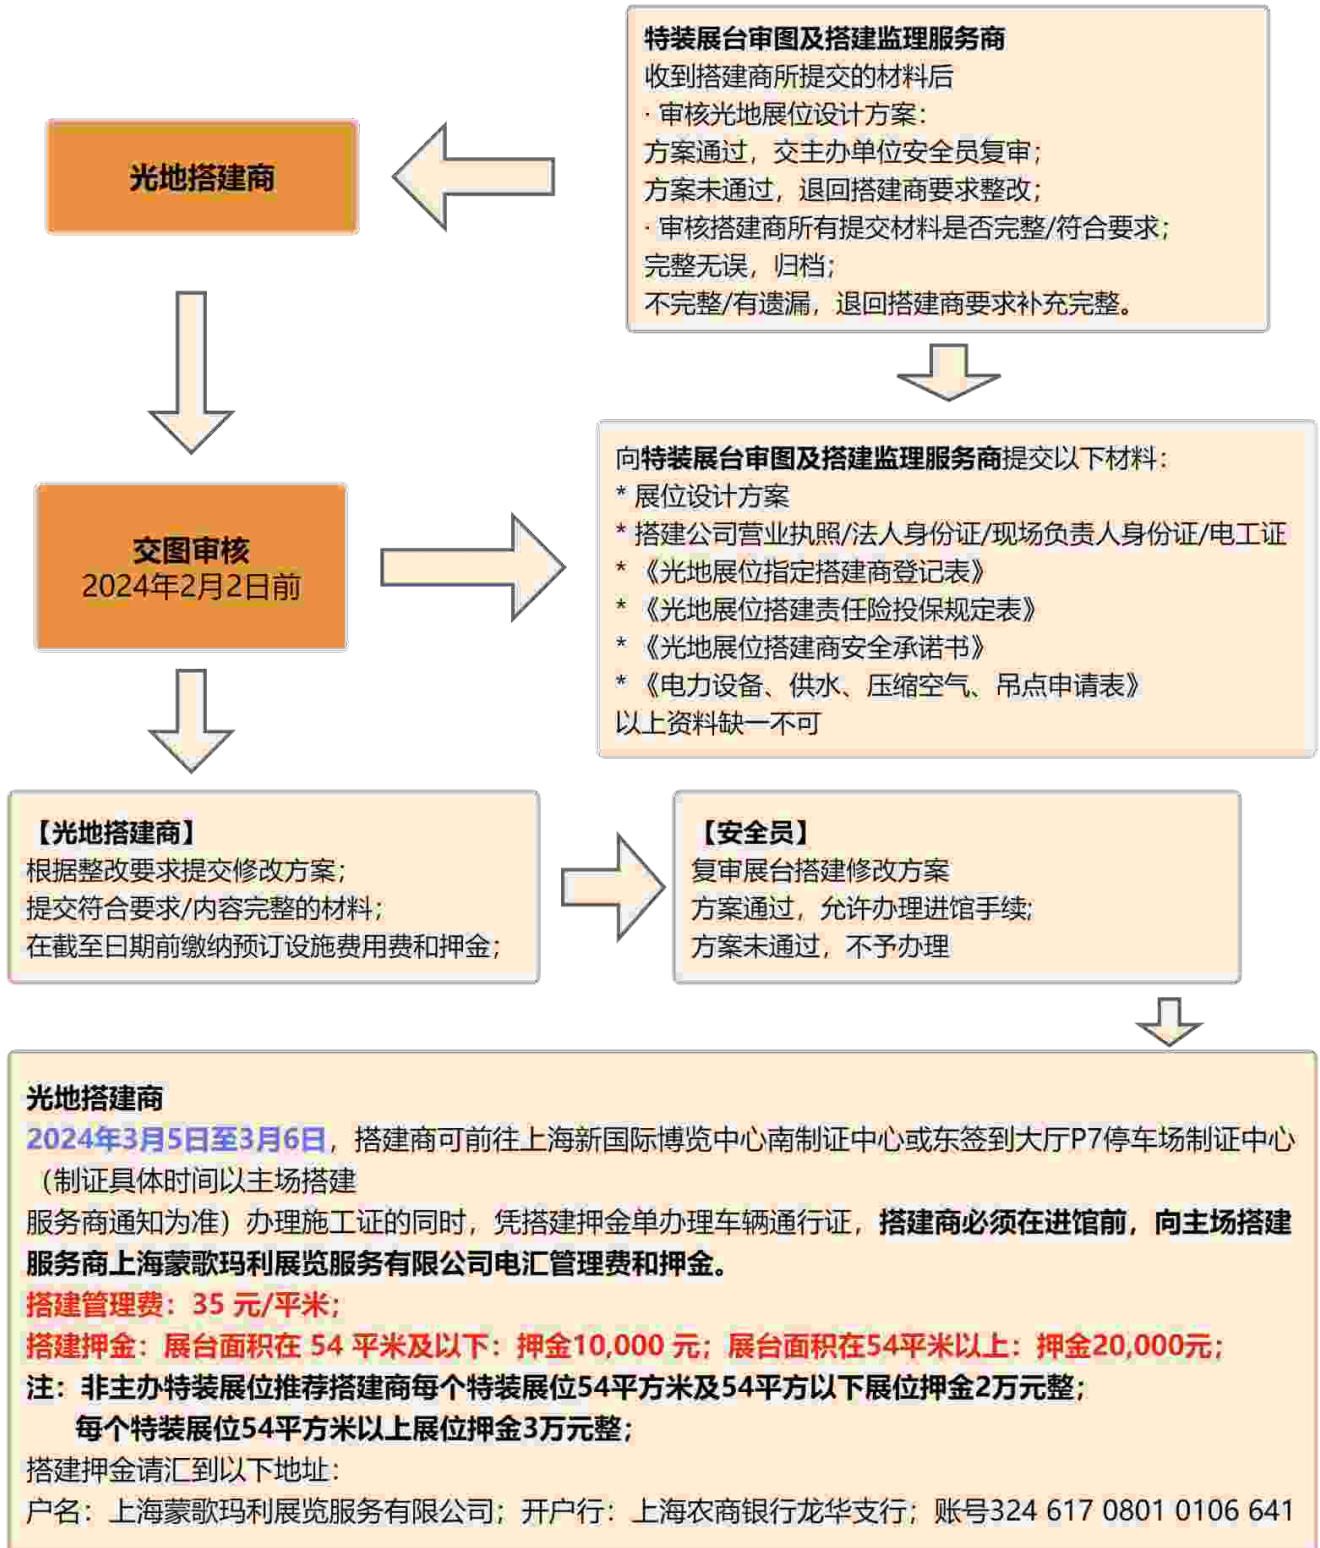 特装展台审图及搭建监理服务商
收到搭建商所提交的材料后
· 审核光地展位设计方案：
方案通过，交主办单位安全员复审；
方案未通过，退回搭建商要求整改；
· 审核搭建商所有提交材料是否完整/符合要求；
完整无误，归档；
不完整/有遗漏，退回搭建商要求补充完整。
光地搭建商
交图审核
2024年2月2日前
向特装展台审图及搭建监理服务商提交以下材料：
* 展位设计方案
* 搭建公司营业执照/法人身份证/现场负责人身份证/电工证
* 《光地展位指定搭建商登记表》
* 《光地展位搭建责任险投保规定表》
* 《光地展位搭建商安全承诺书》
* 《电力设备、供水、压缩空气、吊点申请表》
以上资料缺一不可
【光地搭建商】
根据整改要求提交修改方案；
提交符合要求/内容完整的材料；
在截至日期前缴纳预订设施费用费和押金；
【安全员】
复审展台搭建修改方案
方案通过，允许办理进馆手续;
方案未通过，不予办理
光地搭建商
2024年3月5日至3月6日，搭建商可前往上海新国际博览中心南制证中心或东签到大厅P7停车场制证中心
（制证具体时间以主场搭建
服务商通知为准）办理施工证的同时，凭搭建押金单办理车辆通行证，搭建商必须在进馆前，向主场搭建
服务商上海蒙歌玛利展览服务有限公司电汇管理费和押金。
搭建管理费：35 元/平米；
搭建押金：展台面积在 54 平米及以下：押金10,000 元；展台面积在54平米以上：押金20,000元；
注：非主办特装展位推荐搭建商每个特装展位54平方米及54平方以下展位押金2万元整；
每个特装展位54平方米以上展位押金3万元整；
搭建押金请汇到以下地址：
户名：上海蒙歌玛利展览服务有限公司；开户行：上海农商银行龙华支行；账号324 617 0801 0106 641